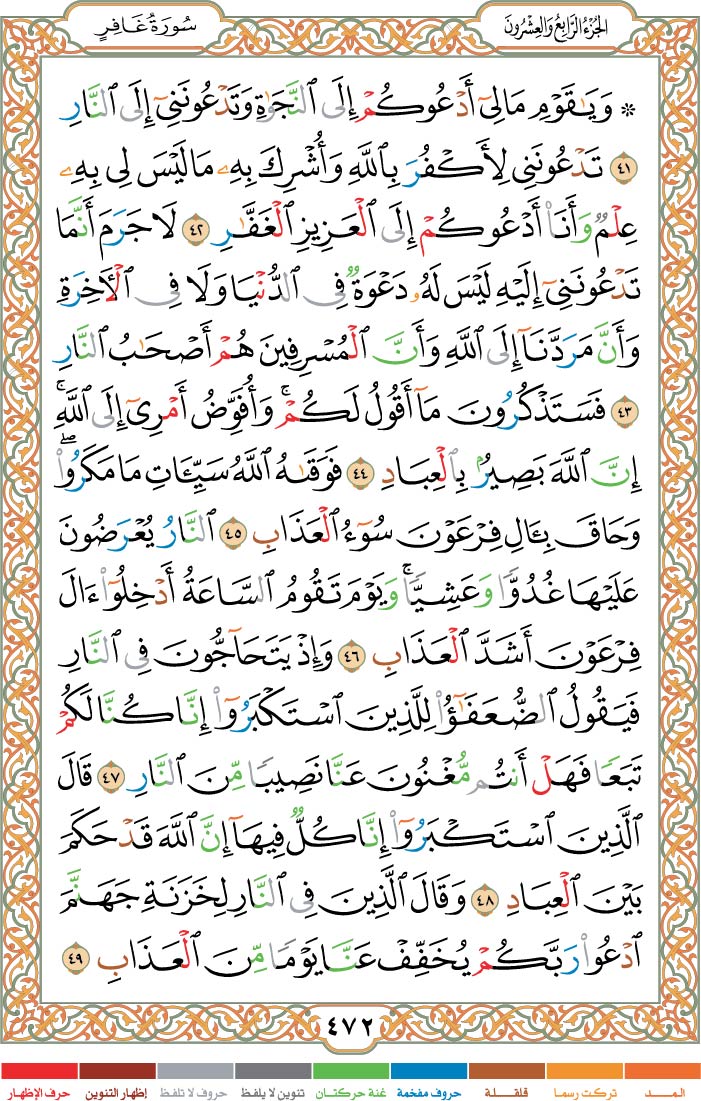 الجُزْءُ الرَّابِعُ وَالعِشْرُونَ
سُورَةُ غَافِرٍ
۞ وَيَٰقَوْمِ مَا لِىٓ أَدْعُوكُمْ إِلَى ٱلنَّجَوٰةِ وَتَدْعُونَنِىٓ إِلَى ٱلنَّارِ
٤١ تَدْعُونَنِى لِأَكْفُرَ بِٱللَّهِ وَأُشْرِكَ بِهِۦ مَا لَيْسَ لِى بِهِۦ
عِلْمٌ وَأَنَا۠ أَدْعُوكُمْ إِلَى ٱلْعَزِيزِ ٱلْغَفَّٰرِ ٤٢ لَا جَرَمَ أَنَّمَا
تَدْعُونَنِىٓ إِلَيْهِ لَيْسَ لَهُۥ دَعْوَةٌ فِى ٱلدُّنْيَا وَلَا فِى ٱلْأَخِرَةِ
وَأَنَّ مَرَدَّنَآ إِلَى ٱللَّهِ وَأَنَّ ٱلْمُسْرِفِينَ هُمْ أَصْحَٰبُ ٱلنَّارِ
٤٣ فَسَتَذْكُرُونَ مَآ أَقُولُ لَكُمْ ۚ وَأُفَوِّضُ أَمْرِىٓ إِلَى ٱللَّهِ ۚ
إِنَّ ٱللَّهَ بَصِيرٌۢ بِٱلْعِبَادِ ٤٤ فَوَقَىٰهُ ٱللَّهُ سَيِّـَٔاتِ مَا مَكَرُوا۟ ۖ
وَحَاقَ بِـَٔالِ فِرْعَوْنَ سُوٓءُ ٱلْعَذَابِ ٤٥ ٱلنَّارُ يُعْرَضُونَ
عَلَيْهَا غُدُوًّا وَعَشِيًّا ۚ وَيَوْمَ تَقُومُ ٱلسَّاعَةُ أَدْخِلُوٓا۟ ءَالَ
فِرْعَوْنَ أَشَدَّ ٱلْعَذَابِ ٤٦ وَإِذْ يَتَحَآجُّونَ فِى ٱلنَّارِ
فَيَقُولُ ٱلضُّعَفَٰٓؤُا۟ لِلَّذِينَ ٱسْتَكْبَرُوٓا۟ إِنَّا كُنَّا لَكُمْ
تَبَعًا فَهَلْ أَنتُم مُّغْنُونَ عَنَّا نَصِيبًا مِّنَ ٱلنَّارِ ٤٧ قَالَ
ٱلَّذِينَ ٱسْتَكْبَرُوٓا۟ إِنَّا كُلٌّ فِيهَآ إِنَّ ٱللَّهَ قَدْ حَكَمَ
بَيْنَ ٱلْعِبَادِ ٤٨ وَقَالَ ٱلَّذِينَ فِى ٱلنَّارِ لِخَزَنَةِ جَهَنَّمَ
ٱدْعُوا۟ رَبَّكُمْ يُخَفِّفْ عَنَّا يَوْمًا مِّنَ ٱلْعَذَابِ ٤٩
٤٧٢
المـــد تركت رسما قلقـلة حروف مفخمة غنة حركتـان تنوين لا يلفظ حروف لا تلفظ إظهار التنوين حرف الإظهار